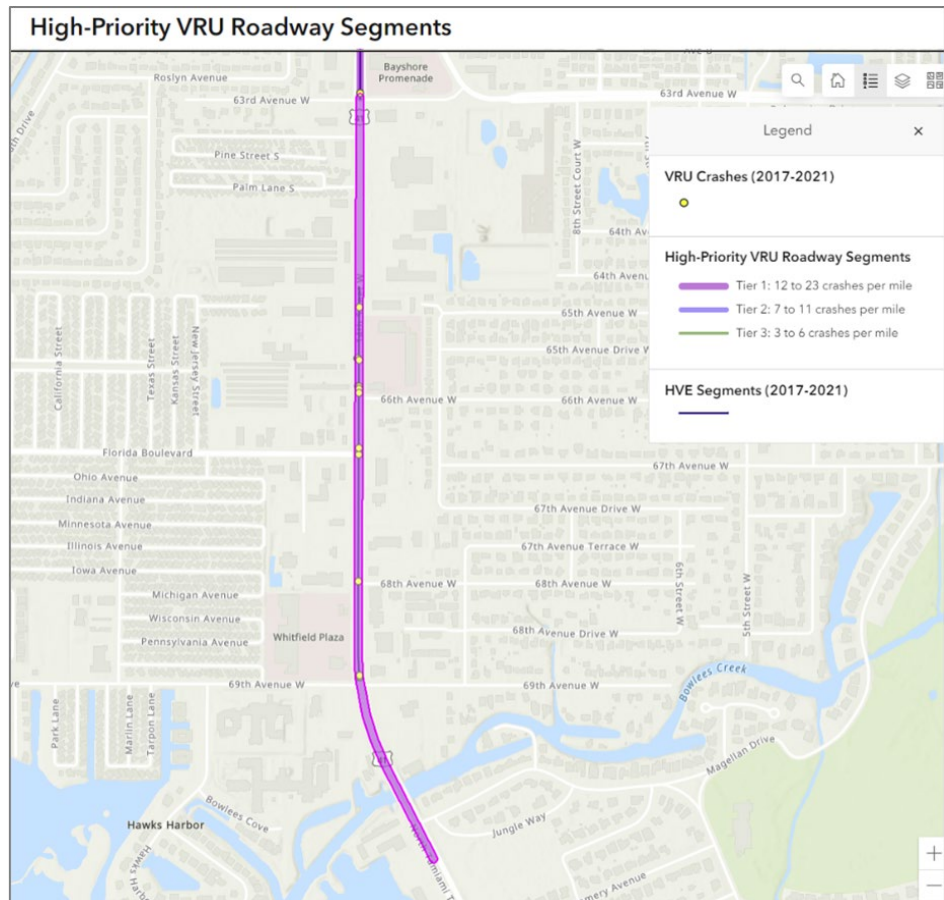 High-Priority VRU Roadway Segments
Bayshore
Promenade
Roslyn Avenue
63rd Avenue W
63rd Avenue W
Drive
Pine Street S
Palm Lane S
8th Street Court W
64th
64th
65th Avenue W
65th Avenue Drive W
California Street
Texas Street
Kansas Street
New Jersey Street
66th Avenue W
66th Avenue W
Florida Boulevard
67th Avenue W
Ohio Avenue
Indiana Avenue
67th Avenue Drive W
Minnesota Avenue
Illinois Avenue
67th Avenue Terrace W
Iowa Avenue
68th Avenue W
68th Avenue W
6th Street W
5th Street W
Michigan Avenue
Wisconsin Avenue
Pennsylvania Avenue
Whitfield Plaza
68th Avenue Drive W
69th Avenue W
69th Avenue W
Bowlees Creek
Park Lane
Marlin Lane
Tarpon Lane
Magellan Drive
Bowlees Cove
Hawks Harbor
Jungle Way
Avenue
Legend
VRU Crashes (2017-2021)
High-Priority VRU Roadway Segments
Tier 1: 12 to 23 crashes per mile
Tier 2: 7 to 11 crashes per mile
Tier 3: 3 to 6 crashes per mile
HVE Segments (2017-2021)